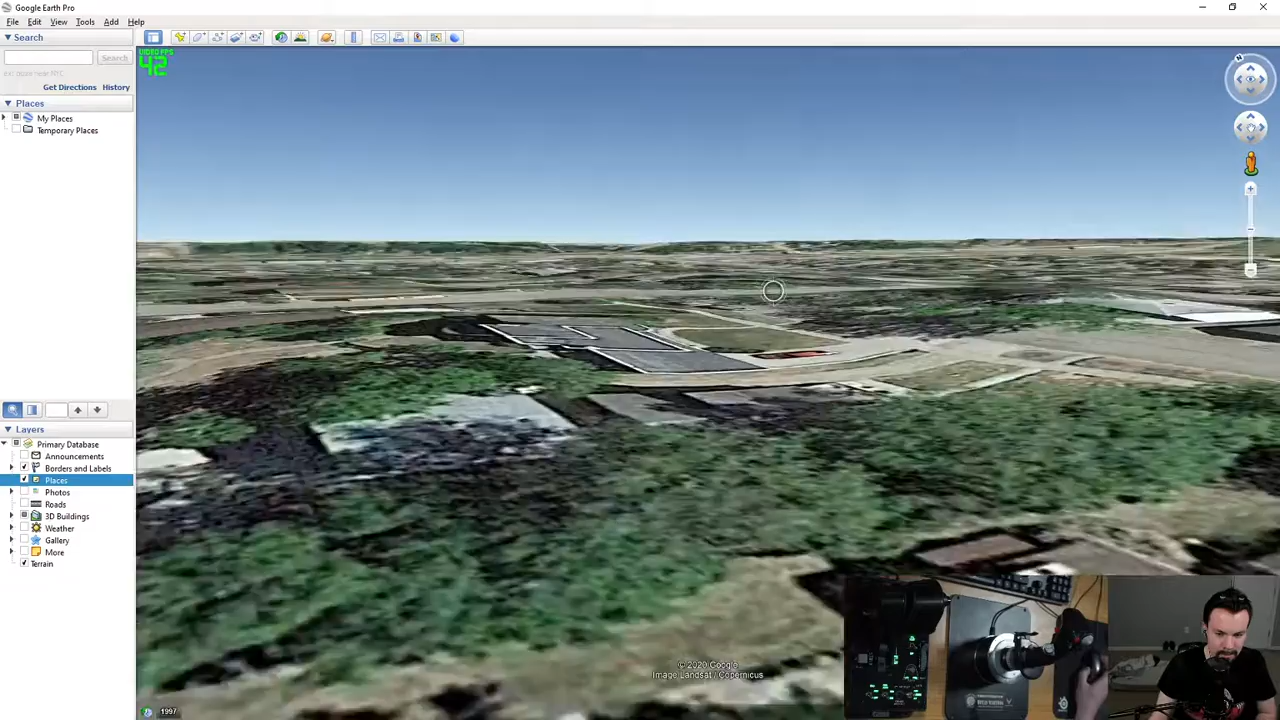 Google Earth Pro
File Edit View Tools Add Help
Search
Search
Get Directions History
Places
My Places
Temporary Places
VIDEO FPS
42
Layers
Primary Database
Announcements
Borders and Labels
Places
Photos
Roads
3D Buildings
Weather
Gallery
More
Terrain
© 2020 Google
Image Landsat / Copernicus
1997
N